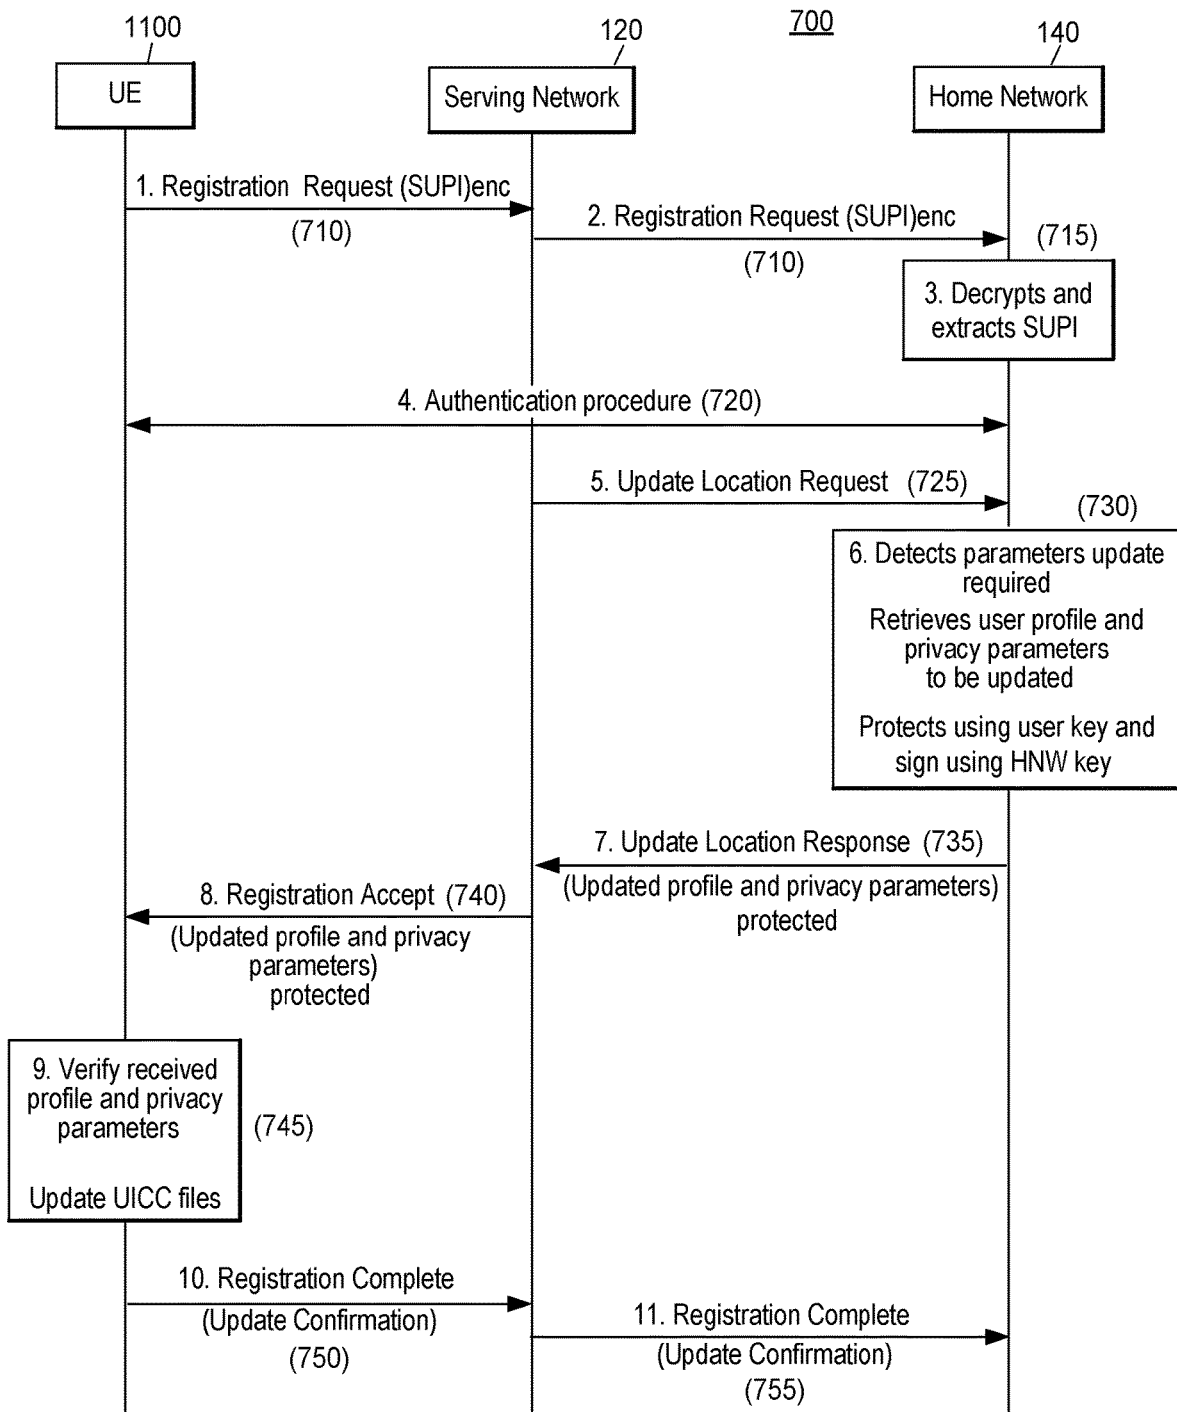 700
1100
120
140
UE
Serving Network
Home Network
1. Registration Request (SUPI)enc
(710)
2. Registration Request (SUPI)enc
(710)
(715)
3. Decrypts and
extracts SUPI
4. Authentication procedure (720)
5. Update Location Request (725)
(730)
6. Detects parameters update
required
Retrieves user profile and
privacy parameters
to be updated
Protects using user key and
sign using HNW key
7. Update Location Response (735)
(Updated profile and privacy parameters)
protected
8. Registration Accept (740)
(Updated profile and privacy
parameters)
protected
9. Verify received
profile and privacy
parameters
(745)
Update UICC files
10. Registration Complete
(Update Confirmation)
(750)
11. Registration Complete
(Update Confirmation)
(755)